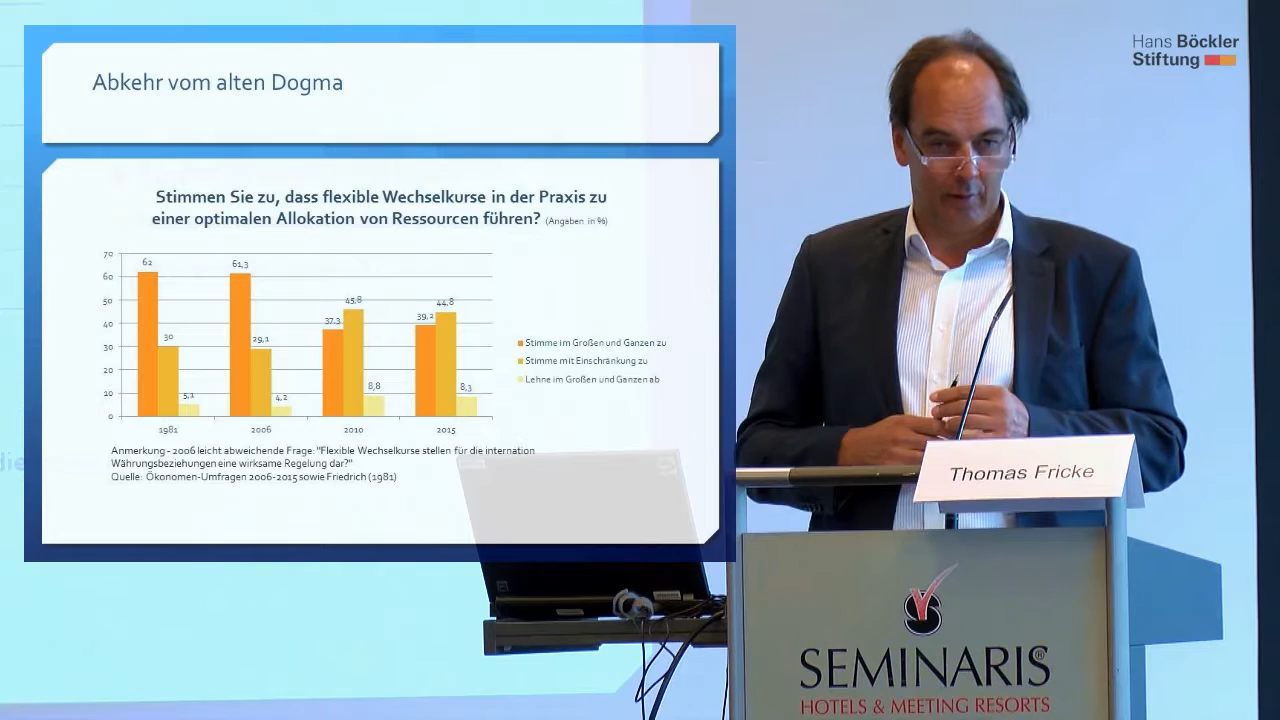 Abkehr vom alten Dogma
Stimmen Sie zu, dass flexible Wechselkurse in der Praxis zu
einer optimalen Allokation von Ressourcen führen? (Angaben in %)
70
60
50
40
30
20
10
0
62
30
5,1
61,3
29,1
4,2
37,3
45,8
8,8
39,2
44,8
8,3
1981
2006
2010
2015
Stimme im Großen und Ganzen zu
Stimme mit Einschränkung zu
Lehne im Großen und Ganzen ab
Anmerkung - 2006 leicht abweichende Frage: "Flexible Wechselkurse stellen für die internation
Währungsbeziehungen eine wirksame Regelung dar?"
Quelle: Ökonomen-Umfragen 2006-2015 sowie Friedrich (1981)
die
Hans Böckler
Stiftung
Thomas Fricke
SEMINARIS®
HOTELS & MEETING RESORTS